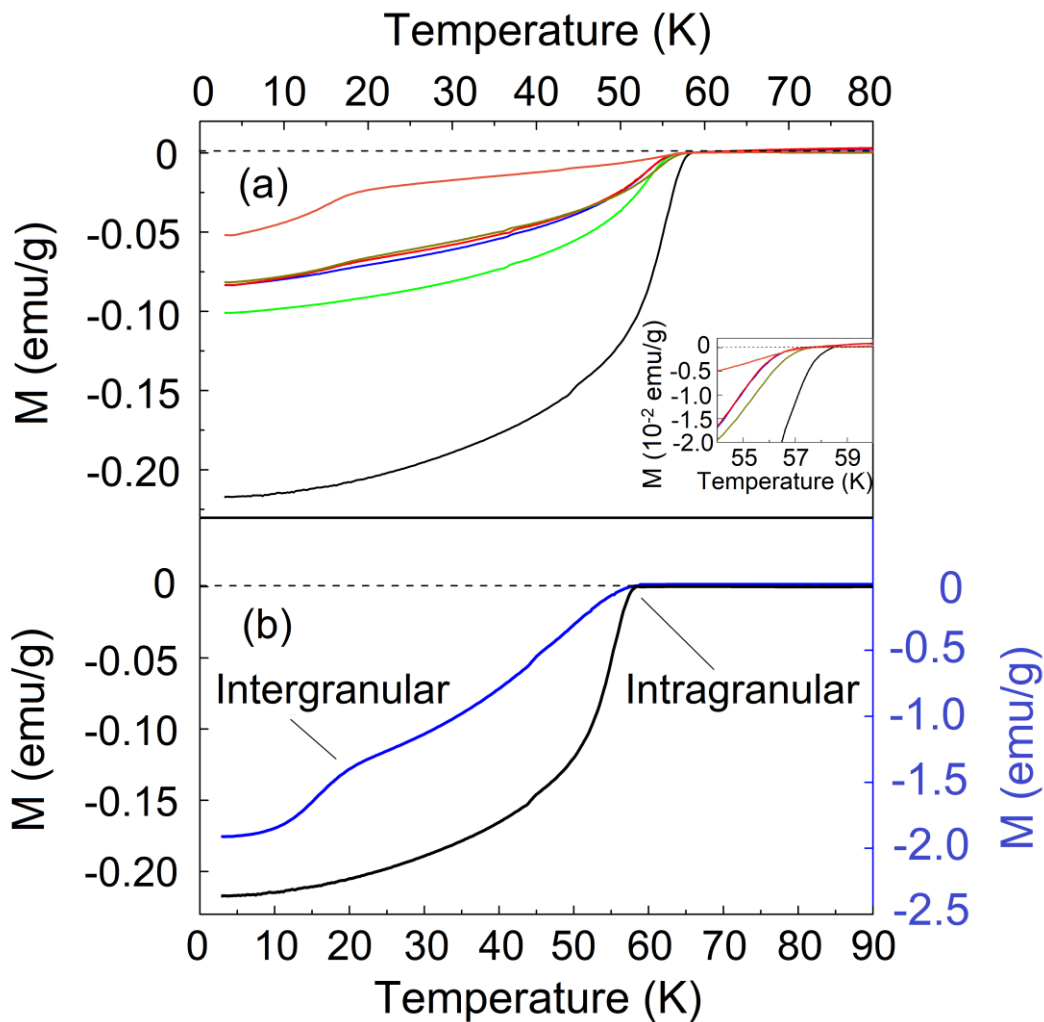 Temperature (K)
0 10 20 30 40 50 60 70 80
0
(a)
-0.05
-0.10
-0.15
-0.20
M (emu/g)
0
-0.5
-1.0
-1.5
-2.0
M (10-2 emu/g)
55 57 59
Temperature (K)
0
(b)
-0.05
-0.10
-0.15
-0.20
M (emu/g)
Intergranular
Intragranular
0
-0.5
-1.0
-1.5
-2.0
-2.5
M (emu/g)
0 10 20 30 40 50 60 70 80 90
Temperature (K)